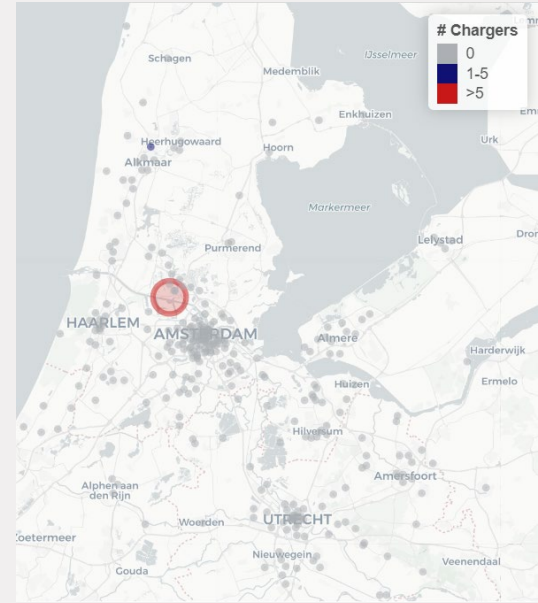 # Chargers
0
1-5
>5
IJsselmeer
Schagen
Medemblik
Enkhuizen
Urk
Heerhugowaard
Hoorn
Alkmaar
Markermeer
Lelystad
Purmerend
HAARLEM
AMSTERDAM
Almere
Harderwijk
Huizen
Ermelo
Hilversum
Amersfoort
Alphen aan
den Rijn
Woerden
UTRECHT
Zoetermeer
Nieuwegein
Veenendaal
Gouda